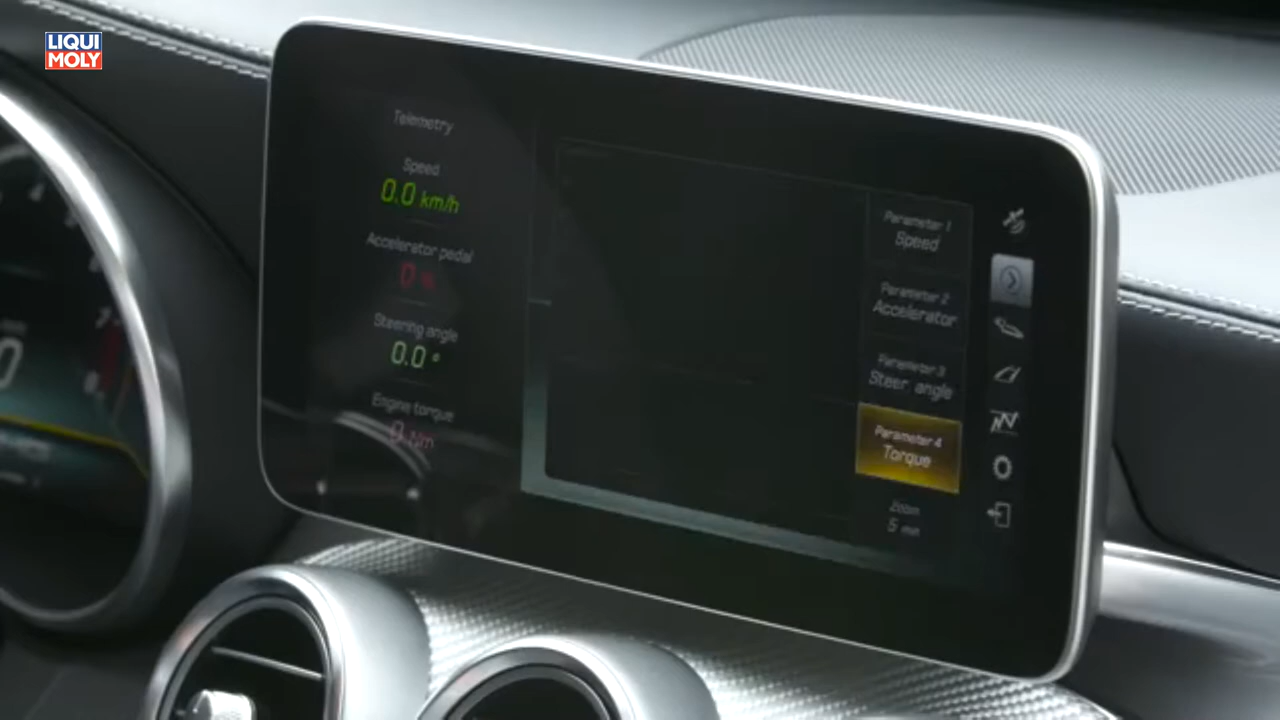 LIQUI
MOLY
Telemetry
Speed
0.0 km/h
Accelerator pedal
0 %
Steering angle
0.0 °
Engine torque
0 Nm
Parameter 1
Speed
Parameter 2
Accelerator
Parameter 3
Steer angle
Parameter 4
Torque
Zoom
5 min